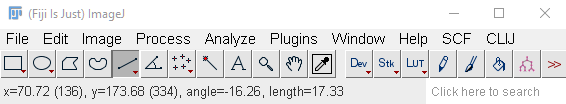 (Fiji Is Just) ImageJ
File Edit Image Process Analyze Plugins Window Help SCF CLIJ
A Dev Stk LUT >>
x=70.72 (136), y=173.68 (334), angle=-16.26, length=17.33 Click here to search